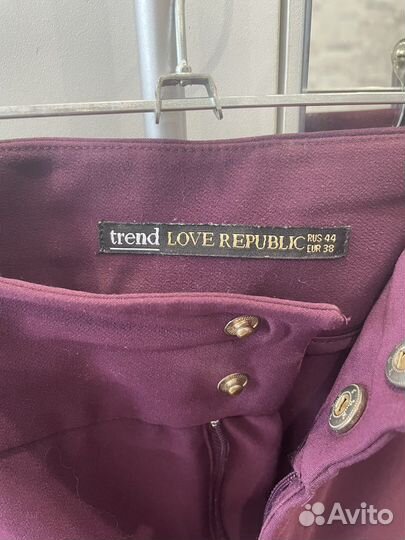 trend LOVE REPUBLIC RUS 44
EUR 38
Avito